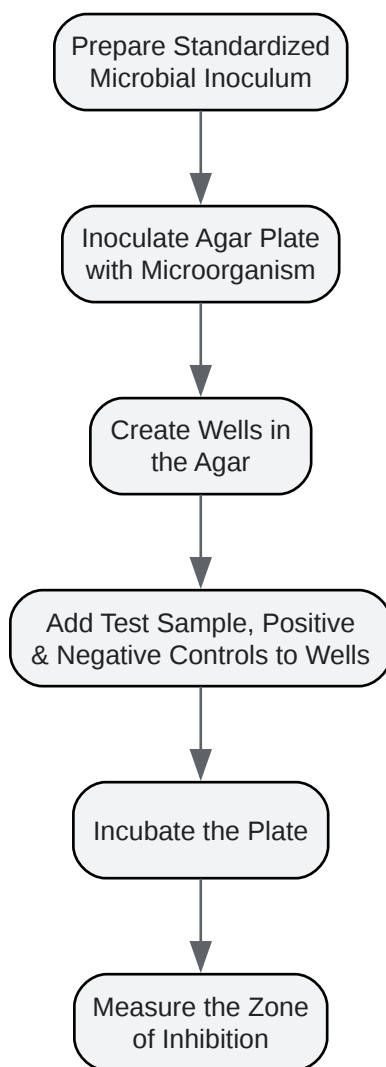 Prepare Standardized
Microbial Inoculum
Inoculate Agar Plate
with Microorganism
Create Wells in
the Agar
Add Test Sample, Positive
& Negative Controls to Wells
Incubate the Plate
Measure the Zone
of Inhibition